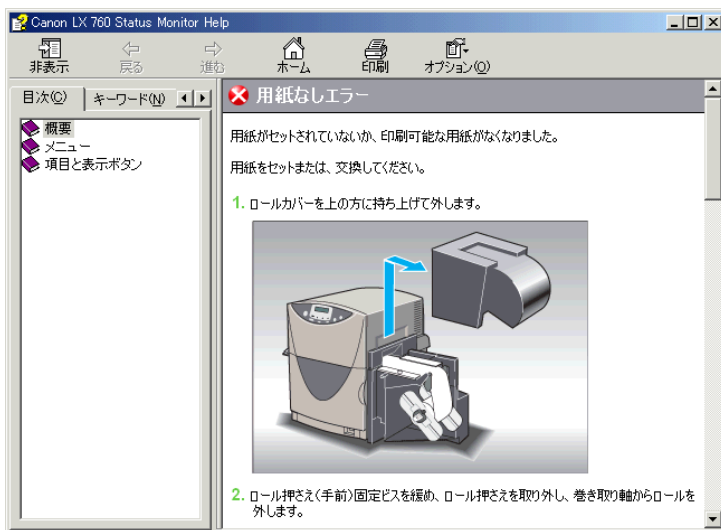 Canon LX 760 Status Monitor Help
非表示 戻る 進む ホーム 印刷 オプション(O)
目次(C) キーワード(N)
用紙なしエラー
概要
メニュー
項目と表示ボタン
用紙がセットされていないか、印刷可能な用紙がなくなりました。
用紙をセットまたは、交換してください。
1. ロールカバーを上の方に持ち上げて外します。
2. ロール押さえ(手前)固定ビスを緩め、ロール押さえを取り外し、巻き取り軸からロールを
外します。